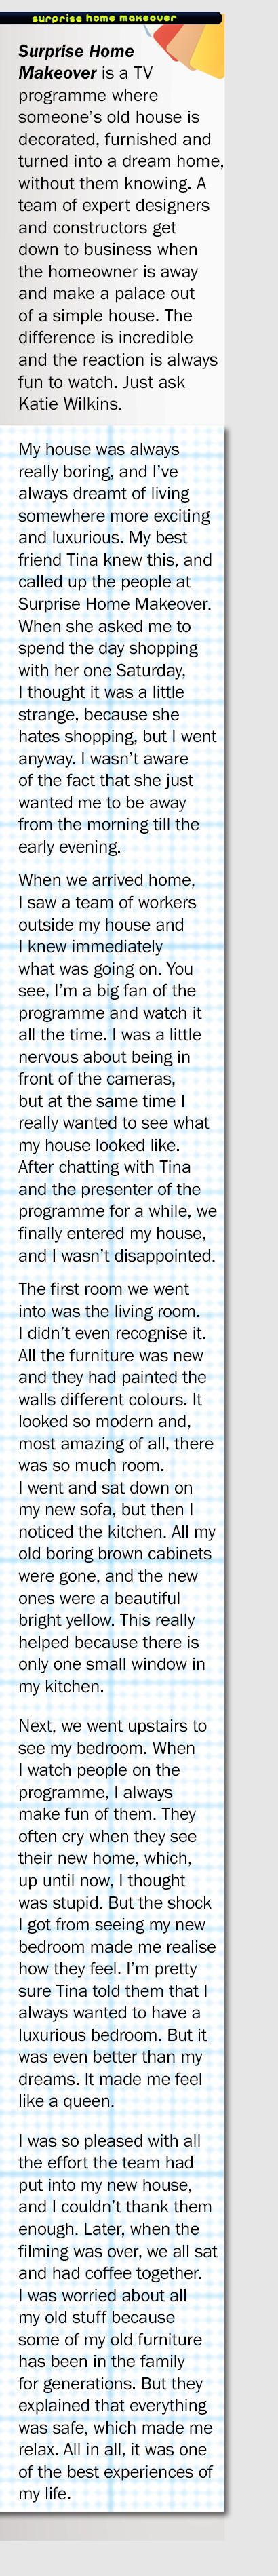 surprise home makeover
Surprise Home
Makeover is a TV
programme where
someone's old house is
decorated, furnished and
turned into a dream home,
without them knowing. A
team of expert designers
and constructors get
down to business when
the homeowner is away
and make a palace out
of a simple house. The
difference is incredible
and the reaction is always
fun to watch. Just ask
Katie Wilkins.
My house was always
really boring, and I've
always dreamt of living
somewhere more exciting
and luxurious. My best
friend Tina knew this, and
called up the people at
Surprise Home Makeover.
When she asked me to
spend the day shopping
with her one Saturday,
I thought it was a little
strange, because she
hates shopping, but I went
anyway. I wasn't aware
of the fact that she just
wanted me to be away
from the morning till the
early evening.
When we arrived home,
I saw a team of workers
outside my house and
I knew immediately
what was going on. You
see, I'm a big fan of the
programme and watch it
all the time. I was a little
nervous about being in
front of the cameras,
but at the same time I
really wanted to see what
my house looked like.
After chatting with Tina
and the presenter of the
programme for a while, we
finally entered my house,
and I wasn't disappointed.
The first room we went
into was the living room.
I didn't even recognise it.
All the furniture was new
and they had painted the
walls different colours. It
looked so modern and,
most amazing of all, there
was so much room.
I went and sat down on
my new sofa, but then I
noticed the kitchen. All my
old boring brown cabinets
were gone, and the new
ones were a beautiful
bright yellow. This really
helped because there is
only one small window in
my kitchen.
Next, we went upstairs to
see my bedroom. When
I watch people on the
programme, I always
make fun of them. They
often cry when they see
their new home, which,
up until now, I thought
was stupid. But the shock
I got from seeing my new
bedroom made me realise
how they feel. I'm pretty
sure Tina told them that I
always wanted to have a
luxurious bedroom. But it
was even better than my
dreams. It made me feel
like a queen.
I was so pleased with all
the effort the team had
put into my new house,
and I couldn't thank them
enough. Later, when the
filming was over, we all sat
and had coffee together.
I was worried about all
my old stuff because
some of my old furniture
has been in the family
for generations. But they
explained that everything
was safe, which made me
relax. All in all, it was one
of the best experiences of
my life.